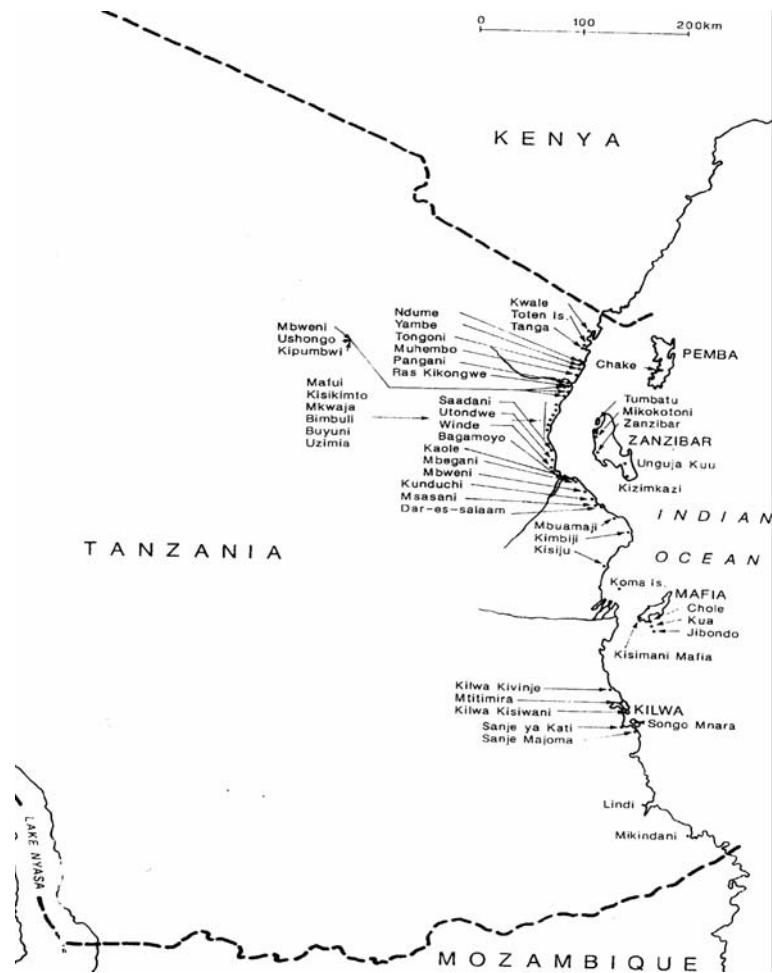 0 100 200km
KENYA
Kwale
Toten Is.
Tanga
Ndume
Yambe
Tongoni
Muhembo
Pangani
Ras Kikongwe
Mbweni
Ushongo
Kipumbwi
Mafui
Kisikimto
Mkwaja
Bimbuli
Buyuni
Uzimia
Saadani
Utondwe
Winde
Bagamoyo
Kaole
Mbegani
Mbweni
Kunduchi
Msasani
Dar-es-salaam
Chake
PEMBA
Tumbatu
Mikokotoni
Zanzibar
ZANZIBAR
Unguja Kuu
Kizimkazi
INDIAN
OCEAN
TANZANIA
Mbuamaji
Kimbiji
Kisiju
Koma Is.
MAFIA
Chole
Kua
Jibondo
Kisimani Mafia
Kilwa Kivinje
Mtitimira
Kilwa Kisiwani
KILWA
Songo Mnara
Sanje ya Kati
Sanje Majoma
Lindi
Mikindani
LAKE NYASA
MOZAMBIQUE